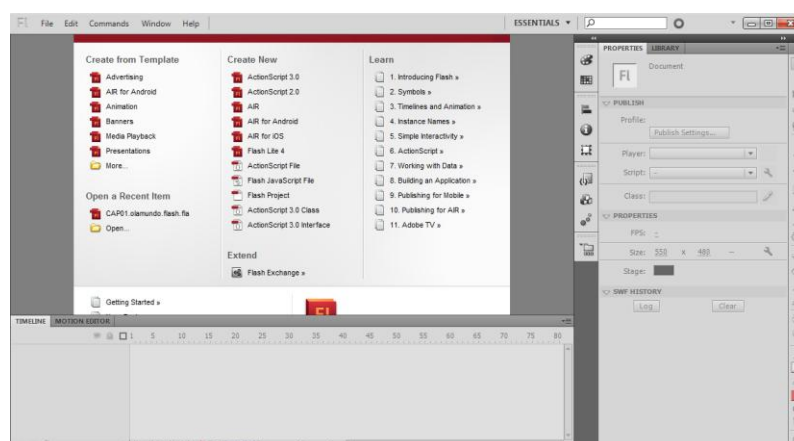 Fl File Edit Commands Window Help ESSENTIALS
PROPERTIES LIBRARY
Fl Document
PUBLISH
Profile:
Publish Settings...
Player:
Script: -
Class:
PROPERTIES
FPS: -
Size: 550 x 400 -
Stage:
SWF HISTORY
Log Clear
Create from Template
Advertising
AIR for Android
Animation
Banners
Media Playback
Presentations
More...
Open a Recent Item
CAP01.olamundo.flash.fla
Open...
Create New
ActionScript 3.0
ActionScript 2.0
AIR
AIR for Android
AIR for iOS
Flash Lite 4
ActionScript File
Flash JavaScript File
Flash Project
ActionScript 3.0 Class
ActionScript 3.0 Interface
Extend
Flash Exchange »
Learn
1. Introducing Flash »
2. Symbols »
3. Timelines and Animation »
4. Instance Names »
5. Simple Interactivity »
6. ActionScript »
7. Working with Data »
8. Building an Application »
9. Publishing for Mobile »
10. Publishing for AIR »
11. Adobe TV »
Getting Started »
TIMELINE MOTION EDITOR
1 5 10 15 20 25 30 35 40 45 50 55 60 65 70 75 80